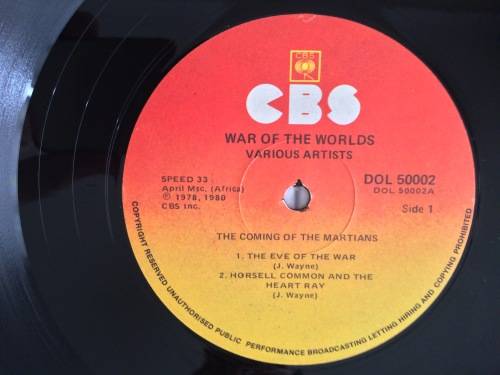 CBS
CBS
WAR OF THE WORLDS
VARIOUS ARTISTS
SPEED 33
April Msc. (Africa)
℗ 1978, 1980
CBS Inc.
DOL 50002
DOL 50002A
Side 1
THE COMING OF THE MARTIANS
1. THE EVE OF THE WAR
(J. Wayne)
2. HORSELL COMMON AND THE
HEART RAY
(J. Wayne)
COPYRIGHT RESERVED UNAUTHORISED PUBLIC PERFORMANCE BROADCASTING LETTING HIRING AND COPYING PROHIBITED